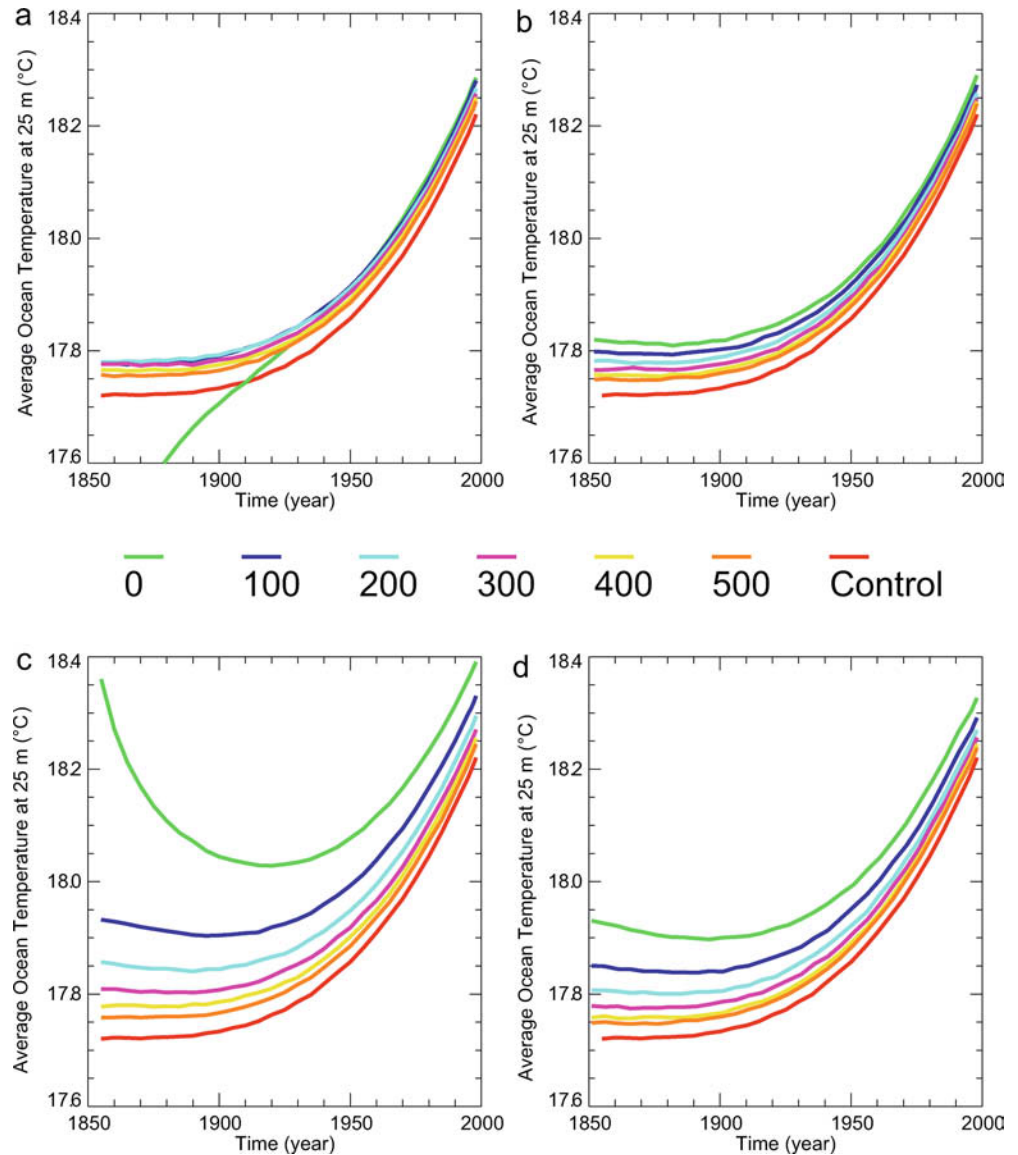 a
Average Ocean Temperature at 25 m (°C)
18.4
18.2
18.0
17.8
17.6
1850 1900 1950 2000
Time (year)
b
Average Ocean Temperature at 25 m (°C)
18.4
18.2
18.0
17.8
17.6
1850 1900 1950 2000
Time (year)
0 100 200 300 400 500 Control
c
Average Ocean Temperature at 25 m (°C)
18.4
18.2
18.0
17.8
17.6
1850 1900 1950 2000
Time (year)
d
Average Ocean Temperature at 25 m (°C)
18.4
18.2
18.0
17.8
17.6
1850 1900 1950 2000
Time (year)